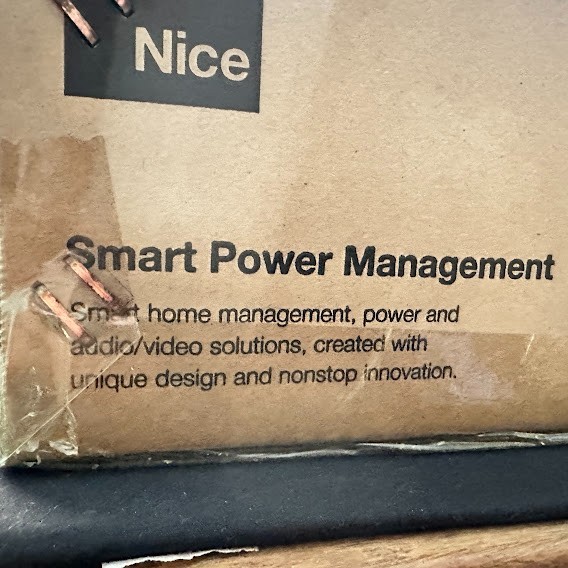 Nice
Smart Power Management
Smart home management, power and
audio/video solutions, created with
unique design and nonstop innovation.